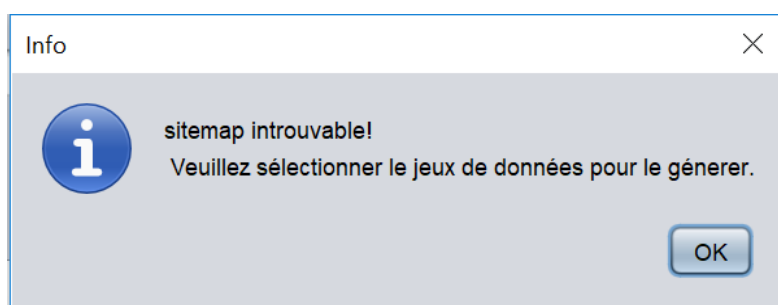 Info
sitemap introuvable!
Veuillez sélectionner le jeux de données pour le génerer.
OK